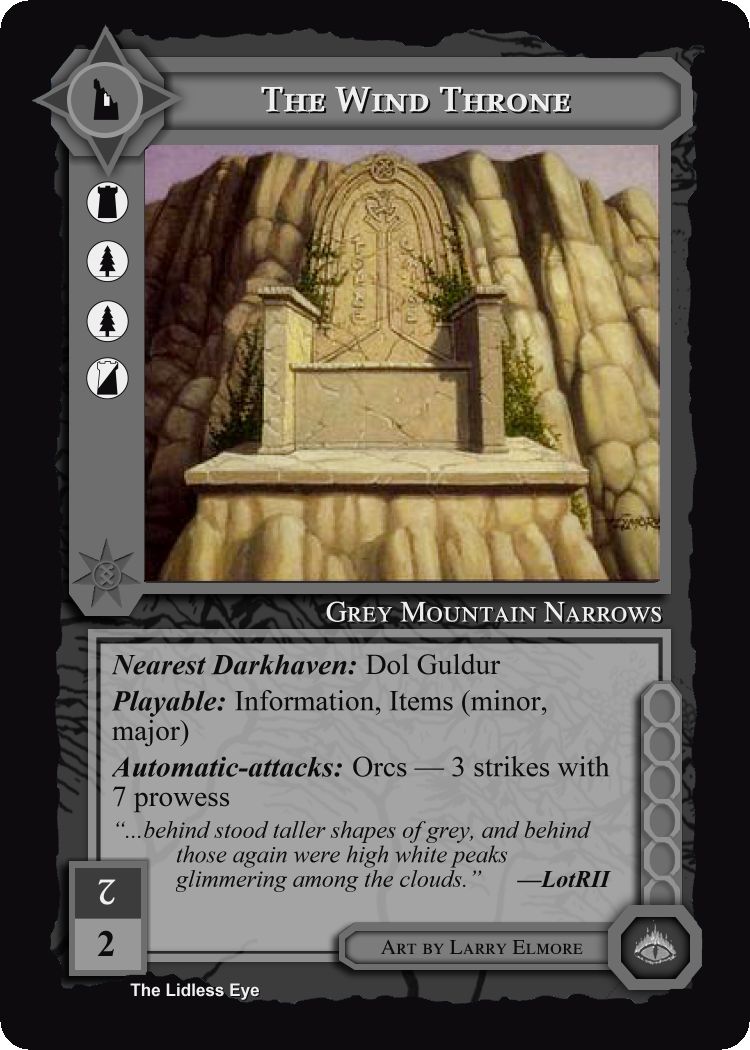 THE WIND THRONE
GREY MOUNTAIN NARROWS
Nearest Darkhaven: Dol Guldur
Playable: Information, Items (minor,
major)
Automatic-attacks: Orcs — 3 strikes with
7 prowess
“...behind stood taller shapes of grey, and behind
those again were high white peaks
glimmering among the clouds.” —LotRII
2
2
ART BY LARRY ELMORE
The Lidless Eye